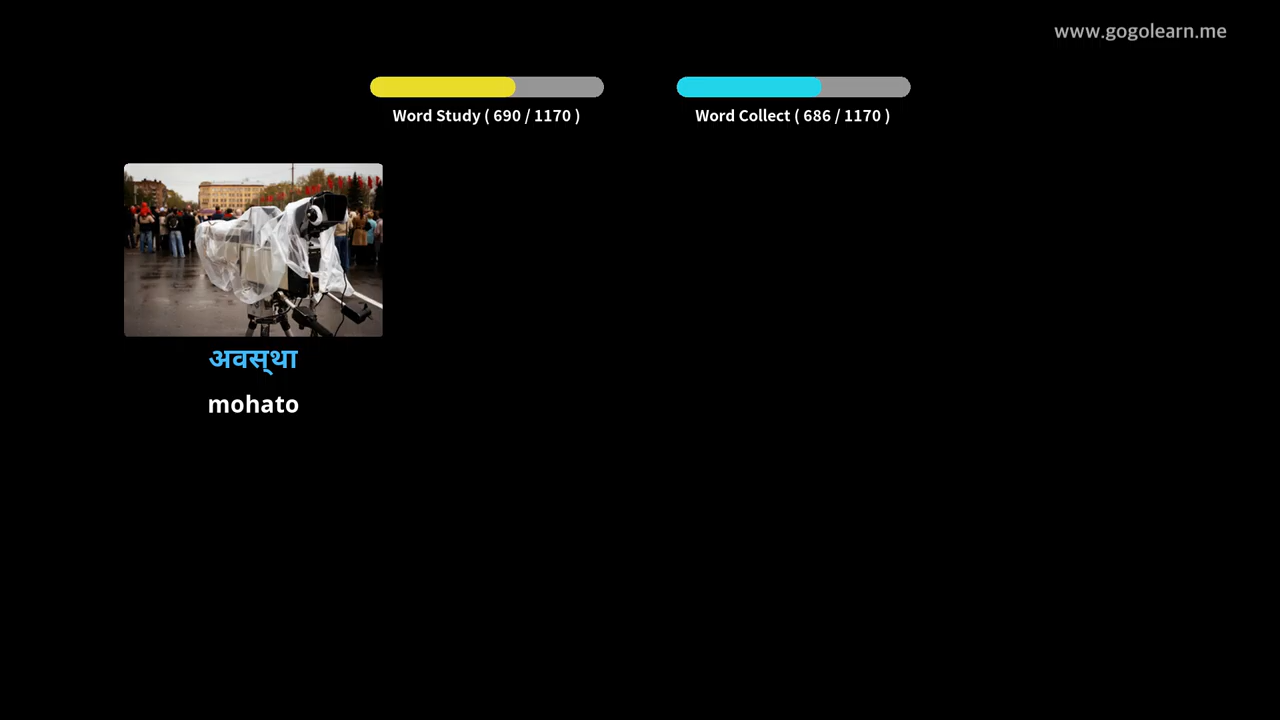 www.gogolearn.me
Word Study ( 690 / 1170 )
Word Collect ( 686 / 1170 )
अवस्था
mohato